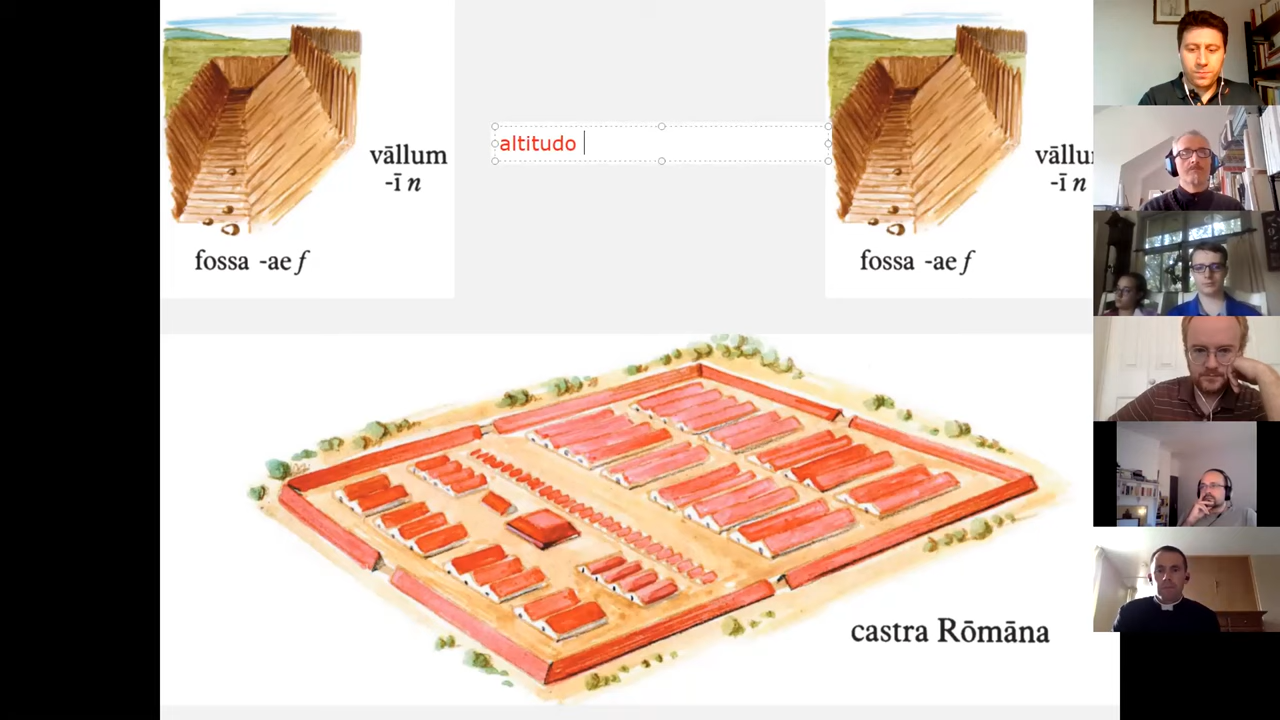 altitudo
vāllum
-ī n
fossa -ae f
vāllu
-ī n
fossa -ae f
castra Rōmāna